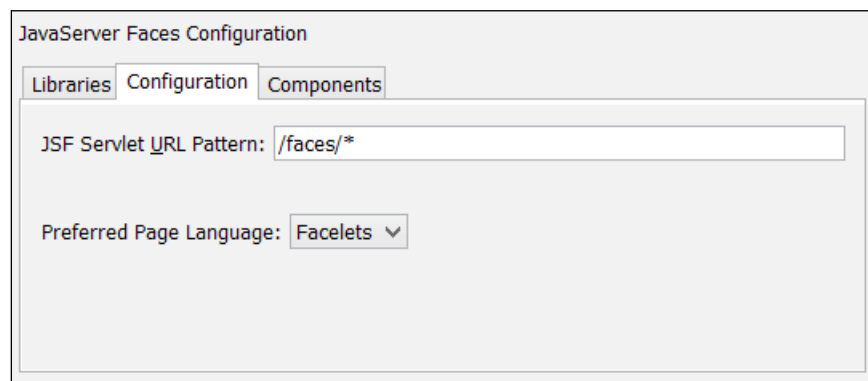 JavaServer Faces Configuration
Libraries Configuration Components
JSF Servlet URL Pattern: /faces/*
Preferred Page Language: Facelets